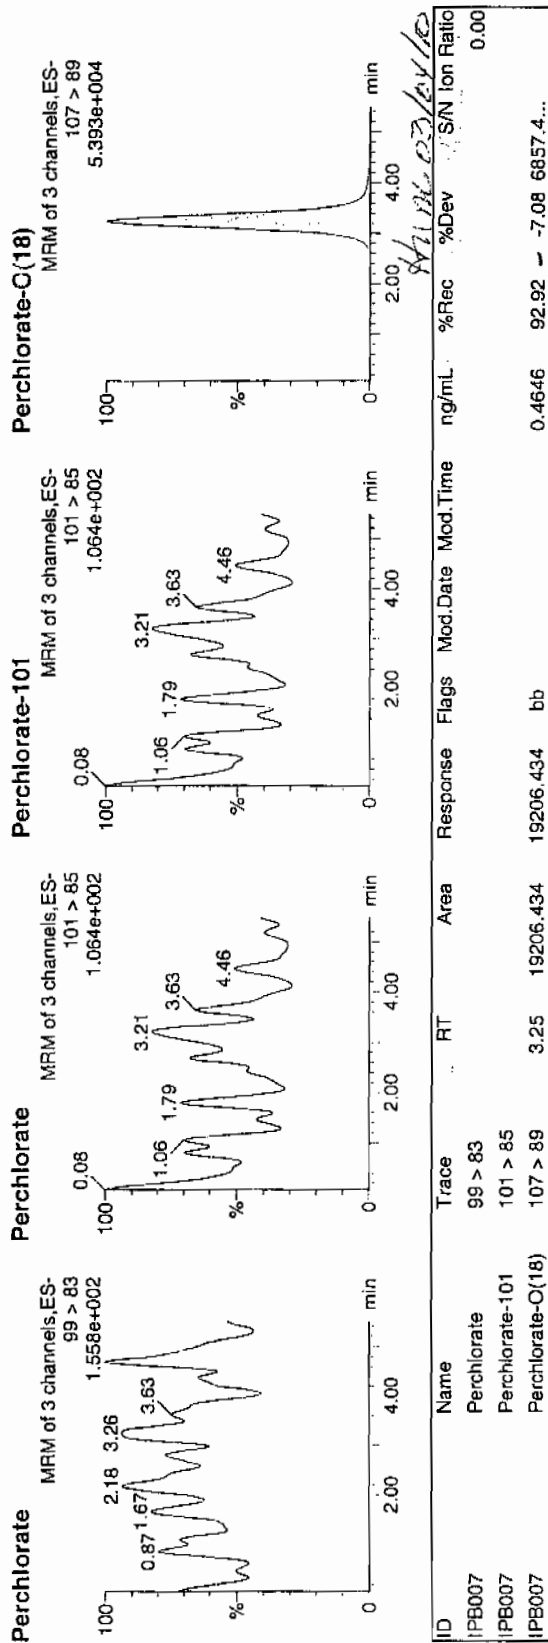 Perchlorate
MRM of 3 channels,ES-
99 > 83
1.558e+002
100
%
0
0.87
1.67
2.18
3.26
3.63
2.00
4.00
min
Perchlorate
MRM of 3 channels,ES-
101 > 85
1.064e+002
100
%
0
0.08
1.06
1.79
3.21
3.63
4.46
2.00
4.00
min
Perchlorate-101
MRM of 3 channels,ES-
101 > 85
1.064e+002
100
%
0
0.08
1.06
1.79
3.21
3.63
4.46
2.00
4.00
min
Perchlorate-O(18)
MRM of 3 channels,ES-
107 > 89
5.393e+004
100
%
0
2.00
4.00
min
03/04/10
ID Name Trace RT Area Response Flags Mod.Date Mod.Time ng/mL %Rec %Dev S/N Ion Ratio
IPB007 Perchlorate 99 > 83 0.00
IPB007 Perchlorate-101 101 > 85
IPB007 Perchlorate-O(18) 107 > 89 3.25 19206.434 19206.434 bb 0.4646 92.92 - -7.08 6857.4...